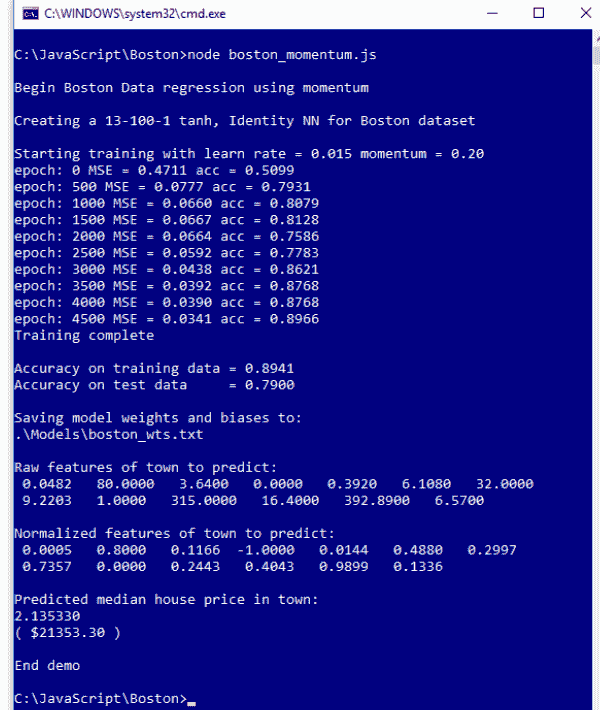 C:\WINDOWS\system32\cmd.exe
C:\JavaScript\Boston>node boston_momentum.js
Begin Boston Data regression using momentum
Creating a 13-100-1 tanh, Identity NN for Boston dataset
Starting training with learn rate = 0.015 momentum = 0.20
epoch: 0 MSE = 0.4711 acc = 0.5099
epoch: 500 MSE = 0.0777 acc = 0.7931
epoch: 1000 MSE = 0.0660 acc = 0.8079
epoch: 1500 MSE = 0.0667 acc = 0.8128
epoch: 2000 MSE = 0.0664 acc = 0.7586
epoch: 2500 MSE = 0.0592 acc = 0.7783
epoch: 3000 MSE = 0.0438 acc = 0.8621
epoch: 3500 MSE = 0.0392 acc = 0.8768
epoch: 4000 MSE = 0.0390 acc = 0.8768
epoch: 4500 MSE = 0.0341 acc = 0.8966
Training complete
Accuracy on training data = 0.8941
Accuracy on test data     = 0.7900
Saving model weights and biases to:
.\Models\boston_wts.txt
Raw features of town to predict:
0.0482   80.0000   3.6400   0.0000   0.3920   6.1080   32.0000
9.2203   1.0000   315.0000   16.4000   392.8900   6.5700
Normalized features of town to predict:
0.0005   0.8000   0.1166   -1.0000   0.0144   0.4880   0.2997
0.7357   0.0000   0.2443   0.4043   0.9899   0.1336
Predicted median house price in town:
2.135330
( $21353.30 )
End demo
C:\JavaScript\Boston>_